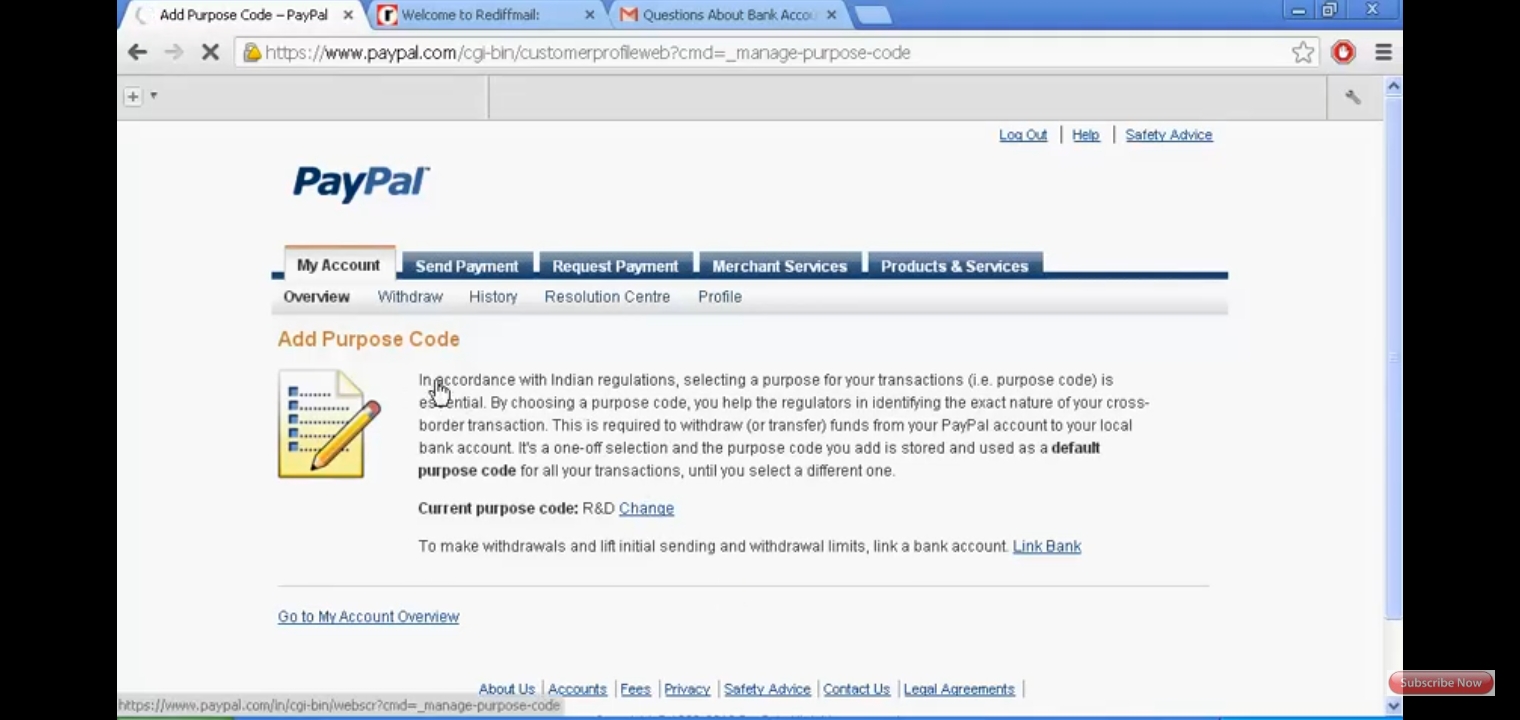 Add Purpose Code – PayPal
Welcome to Rediffmail:
Questions About Bank Accou
https://www.paypal.com/cgi-bin/customerprofileweb?cmd=_manage-purpose-code
Log Out | Help | Safety Advice
PayPal
My Account Send Payment Request Payment Merchant Services Products & Services
Overview Withdraw History Resolution Centre Profile
Add Purpose Code
In accordance with Indian regulations, selecting a purpose for your transactions (i.e. purpose code) is
essential. By choosing a purpose code, you help the regulators in identifying the exact nature of your cross-
border transaction. This is required to withdraw (or transfer) funds from your PayPal account to your local
bank account. It's a one-off selection and the purpose code you add is stored and used as a default
purpose code for all your transactions, until you select a different one.
Current purpose code: R&D Change
To make withdrawals and lift initial sending and withdrawal limits, link a bank account. Link Bank
Go to My Account Overview
About Us | Accounts | Fees | Privacy | Safety Advice | Contact Us | Legal Agreements |
https://www.paypal.com/in/cgi-bin/webscr?cmd=_manage-purpose-code
Subscribe Now